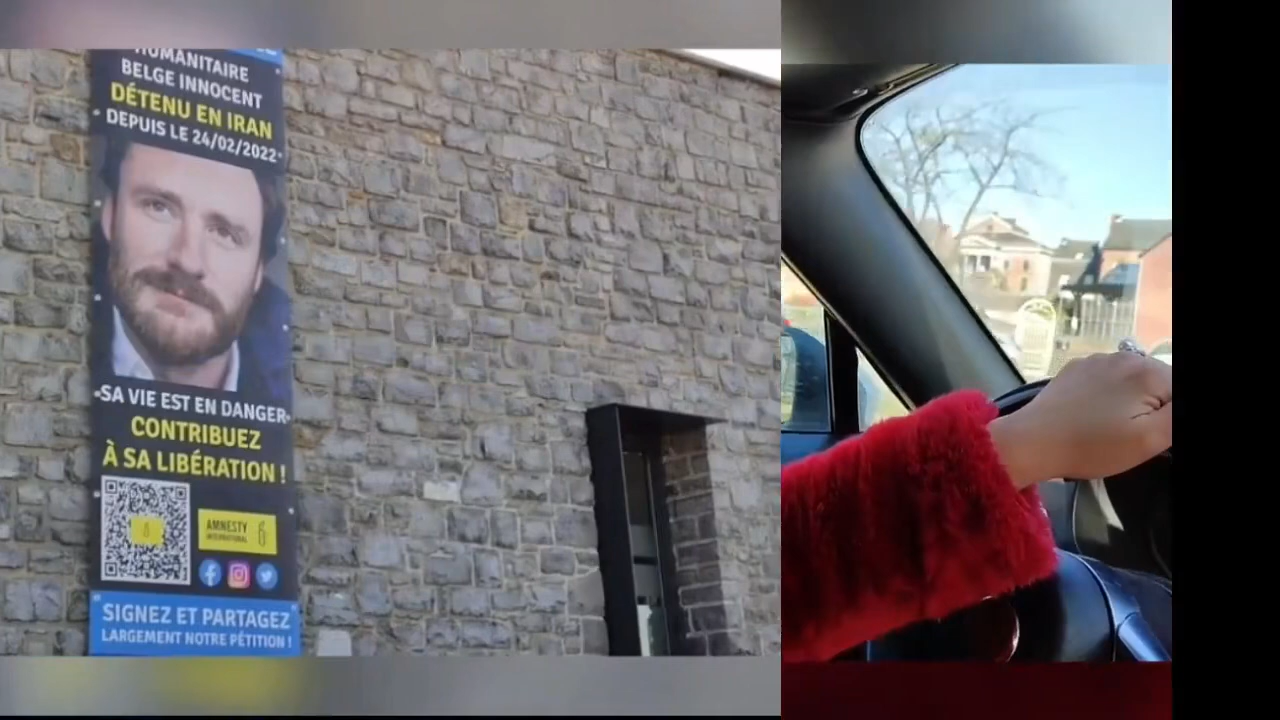 HUMANITAIRE
BELGE INNOCENT
DÉTENU EN IRAN
DEPUIS LE 24/02/2022
SA VIE EST EN DANGER
CONTRIBUEZ
À SA LIBÉRATION !
AMNESTY
INTERNATIONAL
SIGNEZ ET PARTAGEZ
LARGEMENT NOTRE PÉTITION !